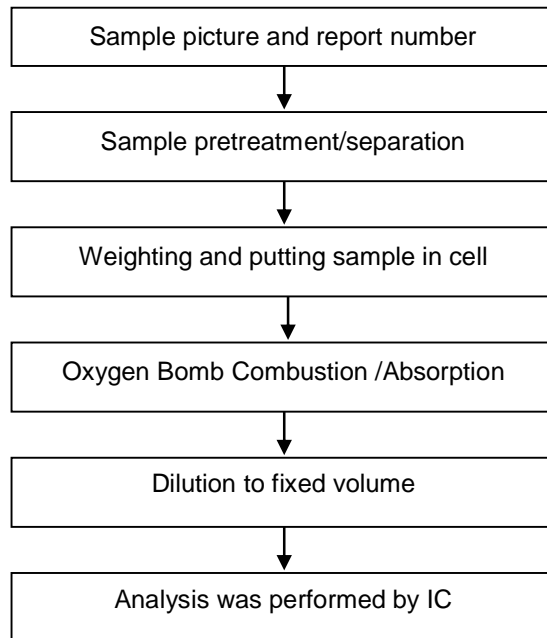 Sample picture and report number
Sample pretreatment/separation
Weighting and putting sample in cell
Oxygen Bomb Combustion /Absorption
Dilution to fixed volume
Analysis was performed by IC